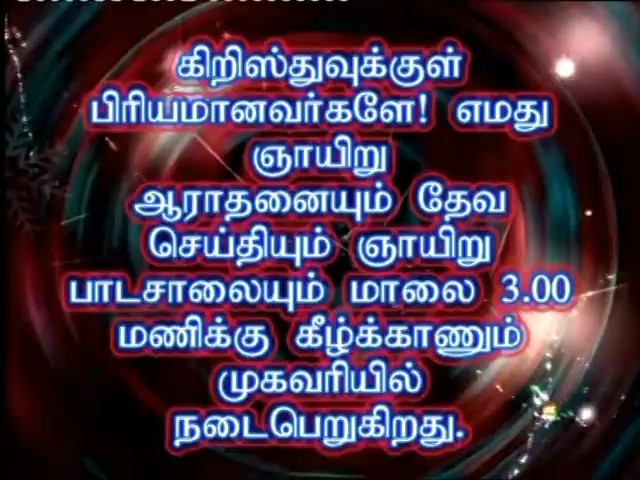 கிறிஸ்துவுக்குள்
பிரியமானவர்களே! எமது
ஞாயிறு
ஆராதனையும் தேவ
செய்தியும் ஞாயிறு
பாடசாலையும் மாலை 3.00
மணிக்கு கீழ்க்காணும்
முகவரியில்
நடைபெறுகிறது.